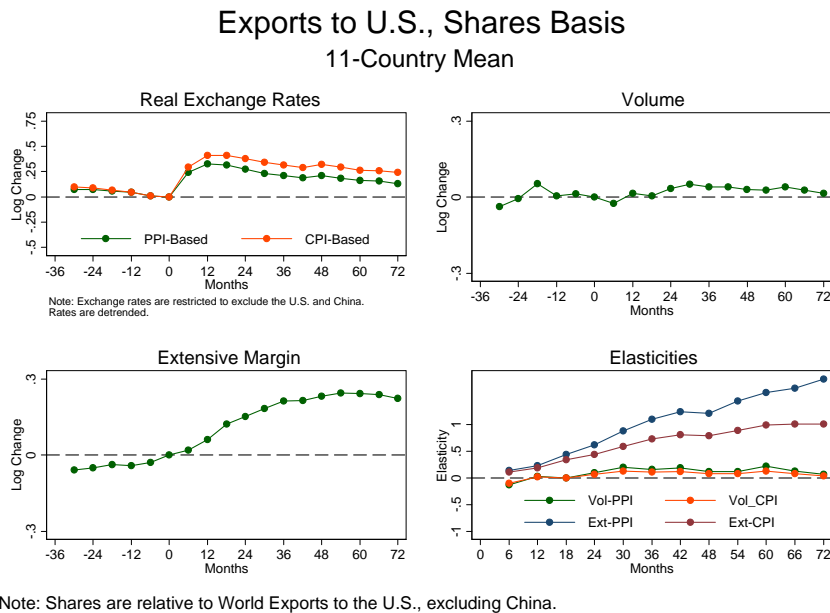 Exports to U.S., Shares Basis
11-Country Mean
Real Exchange Rates
.75
.5
.25
0
-.25
-.5
Log Change
PPI-Based
CPI-Based
-36 -24 -12 0 12 24 36 48 60 72
Months
Note: Exchange rates are restricted to exclude the U.S. and China.
Rates are detrended.
Volume
.3
0
-.3
Log Change
-36 -24 -12 0 12 24 36 48 60 72
Months
Extensive Margin
.3
0
-.3
Log Change
-36 -24 -12 0 12 24 36 48 60 72
Months
Elasticities
1
.5
0
-.5
-1
Elasticity
Vol-PPI
Vol_CPI
Ext-PPI
Ext-CPI
0 6 12 18 24 30 36 42 48 54 60 66 72
Months
Note: Shares are relative to World Exports to the U.S., excluding China.